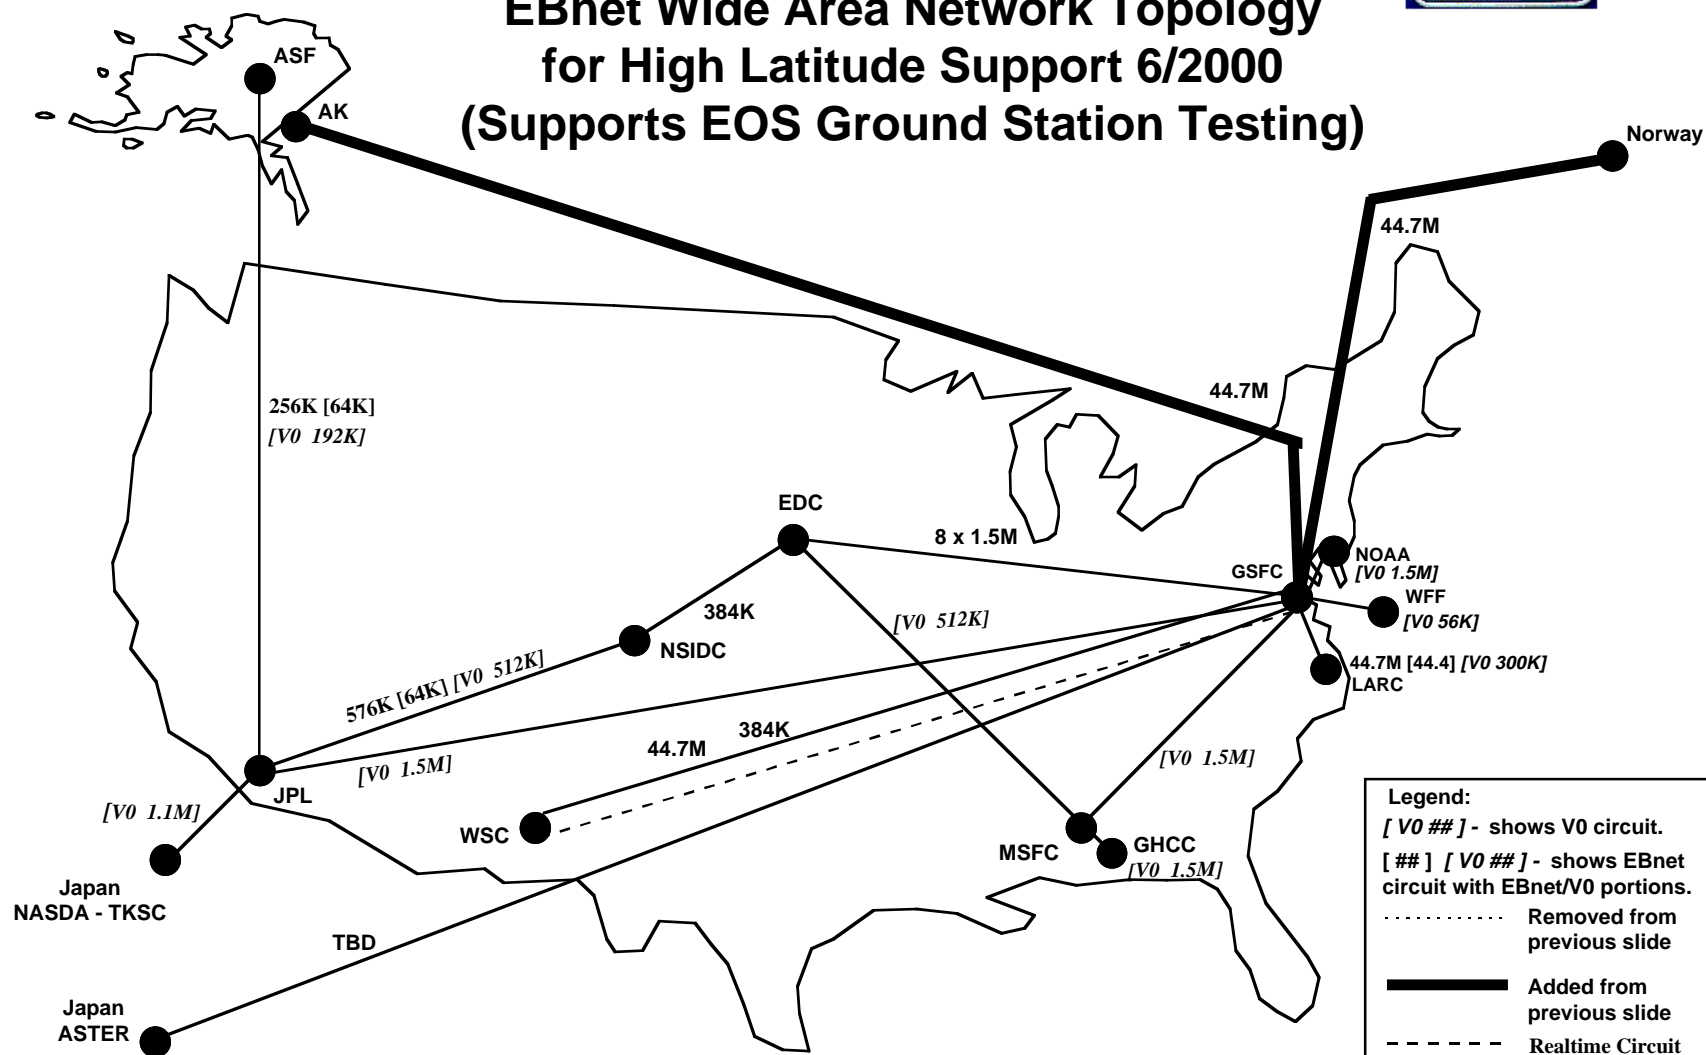 EBnet Wide Area Network Topology
for High Latitude Support 6/2000
(Supports EOS Ground Station Testing)
ASF
AK
Norway
44.7M
44.7M
256K [64K]
[V0 192K]
EDC
8 x 1.5M
GSFC
NOAA
[V0 1.5M]
WFF
[V0 56K]
384K
[V0 512K]
NSIDC
44.7M [44.4] [V0 300K]
LARC
576K [64K] [V0 512K]
384K
44.7M
[V0 1.5M]
[V0 1.5M]
JPL
[V0 1.1M]
WSC
MSFC
GHCC
[V0 1.5M]
Japan
NASDA - TKSC
TBD
Japan
ASTER
Legend:
[ V0 ## ] - shows V0 circuit.
[ ## ] [ V0 ## ] - shows EBnet
circuit with EBnet/V0 portions.
Removed from
previous slide
Added from
previous slide
Realtime Circuit